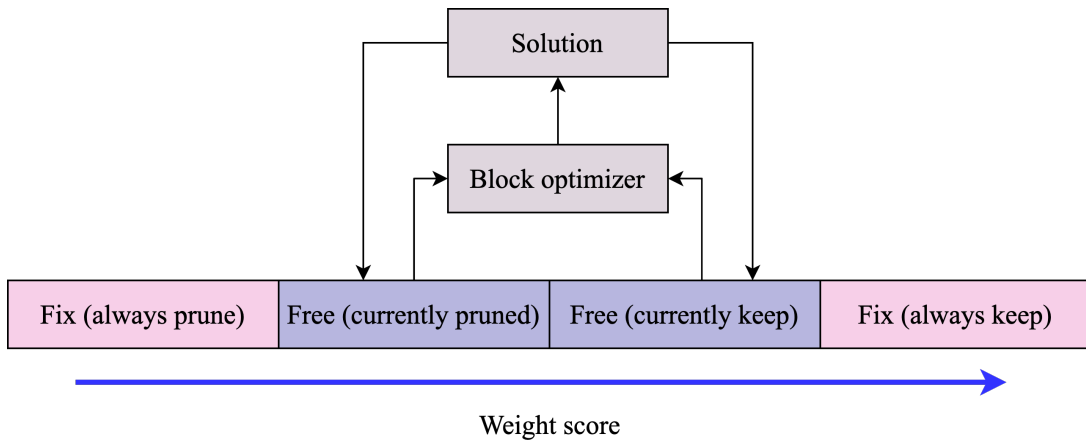 Solution
Block optimizer
Fix (always prune)
Free (currently pruned)
Free (currently keep)
Fix (always keep)
Weight score